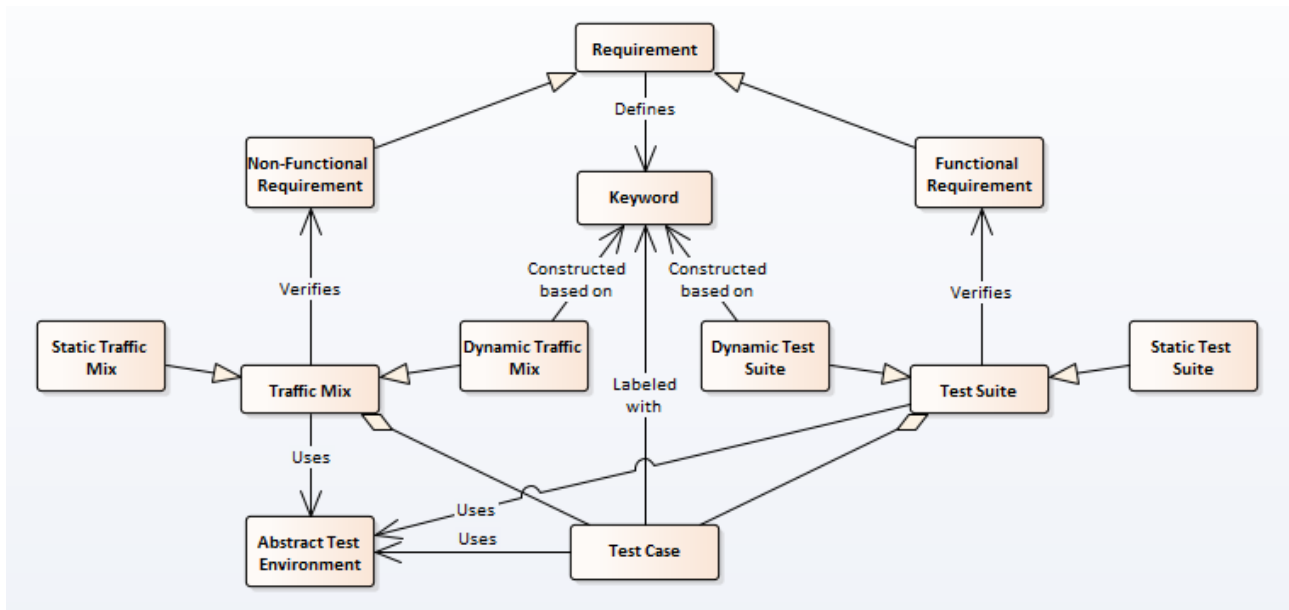 Requirement
Defines
Non-Functional
Requirement
Functional
Requirement
Keyword
Constructed
based on
Constructed
based on
Verifies
Verifies
Static Traffic
Mix
Dynamic Traffic
Mix
Dynamic Test
Suite
Static Test
Suite
Traffic Mix
Labeled
with
Test Suite
Uses
Uses
Uses
Abstract Test
Environment
Test Case